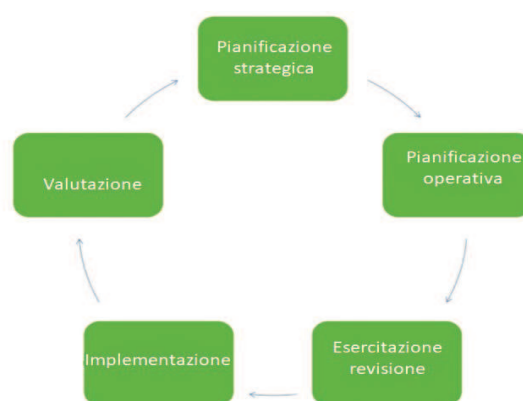 Pianificazione
strategica
Pianificazione
operativa
Esercitazione
revisione
Implementazione
Valutazione